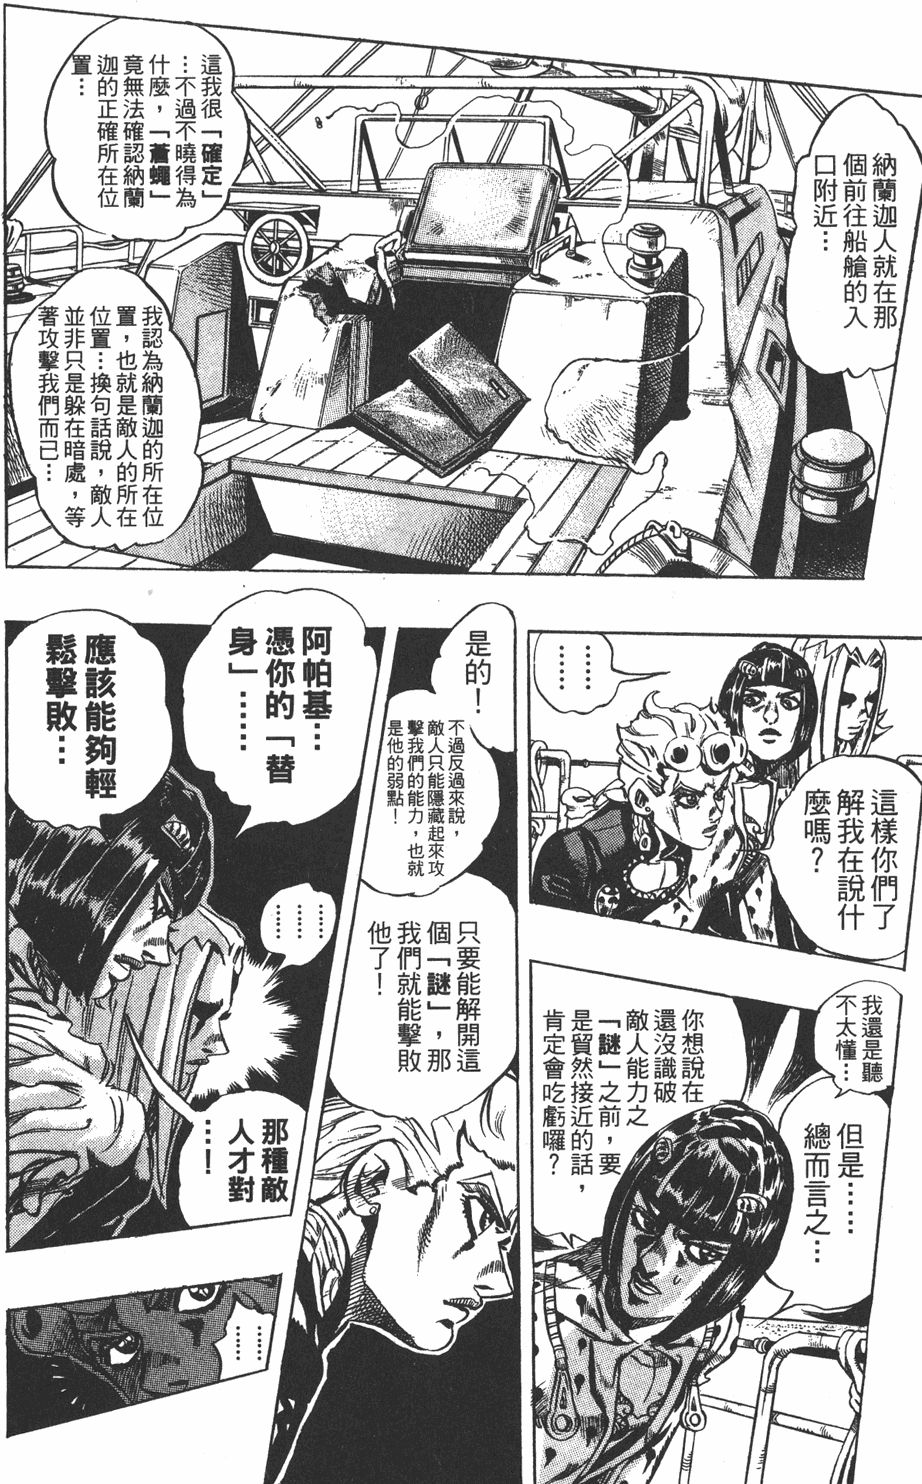 納蘭迦人就在那
個前往船艙的入
口附近…
這我很「確定」
…不過不曉得為
什麼，「蒼蠅」
竟無法確認納蘭
迦的正確所在位
置…
我認為納蘭迦的所在位
置，也就是敵人的所在
位置…換句話說，敵人
並非只是躲在暗處，等
著攻擊我們而已…
………
這樣你們了
解我在說什
麼嗎？
我還是聽
不太懂…
但是……
總而言之…
你想說在
還沒識破
敵人能力之
「謎」之前，要
是貿然接近的話，
肯定會吃虧囉？
是的！
不過反過來說，
敵人只能隱藏起來攻
擊我們的能力，也就
是他的弱點！
只要能解開這
個「謎」，那
我們就能擊敗
他了！
阿帕基…
憑你的「替
身」……
應該能夠輕
鬆擊敗…
………
那種敵
人才對
…！
………